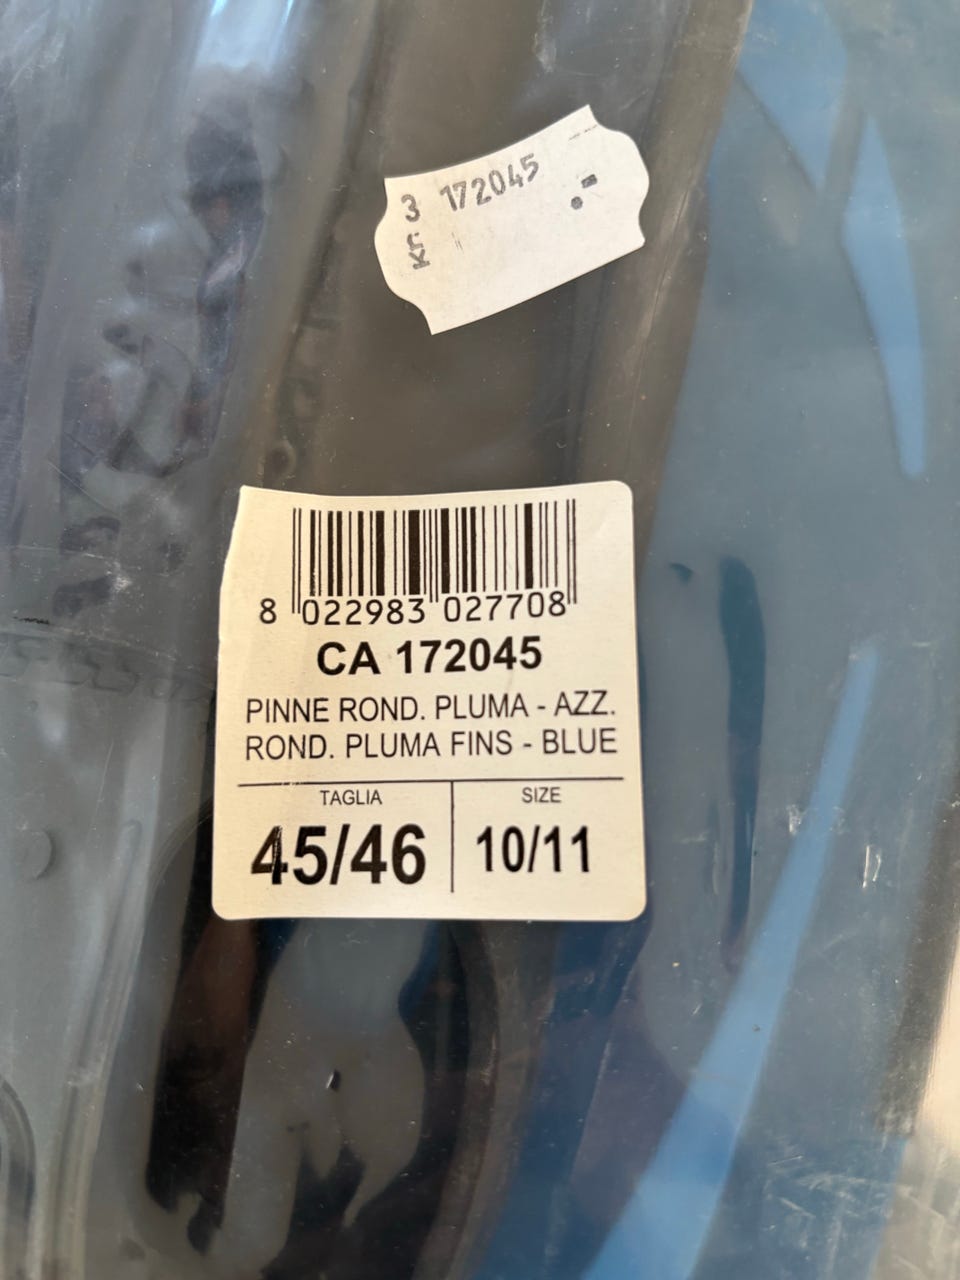 3 172045
Kr.
8 022983 027708
CA 172045
PINNE ROND. PLUMA - AZZ.
ROND. PLUMA FINS - BLUE
TAGLIA SIZE
45/46 10/11